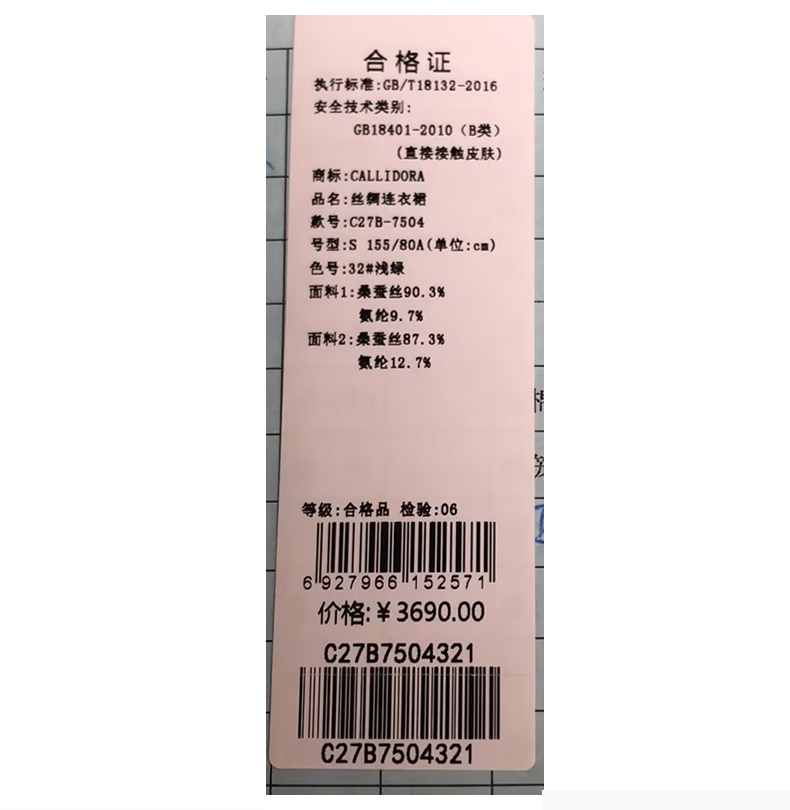 合格证
执行标准:GB/T18132-2016
安全技术类别:
GB18401-2010（B类）
(直接接触皮肤)
商标:CALLIDORA
品名:丝绸连衣裙
款号:C27B-7504
号型:S 155/80A(单位:cm)
色号:32#浅绿
面料1:桑蚕丝90.3%
氨纶9.7%
面料2:桑蚕丝87.3%
氨纶12.7%
等级:合格品 检验:06
6 927966 152571
价格:¥3690.00
C27B7504321
C27B7504321